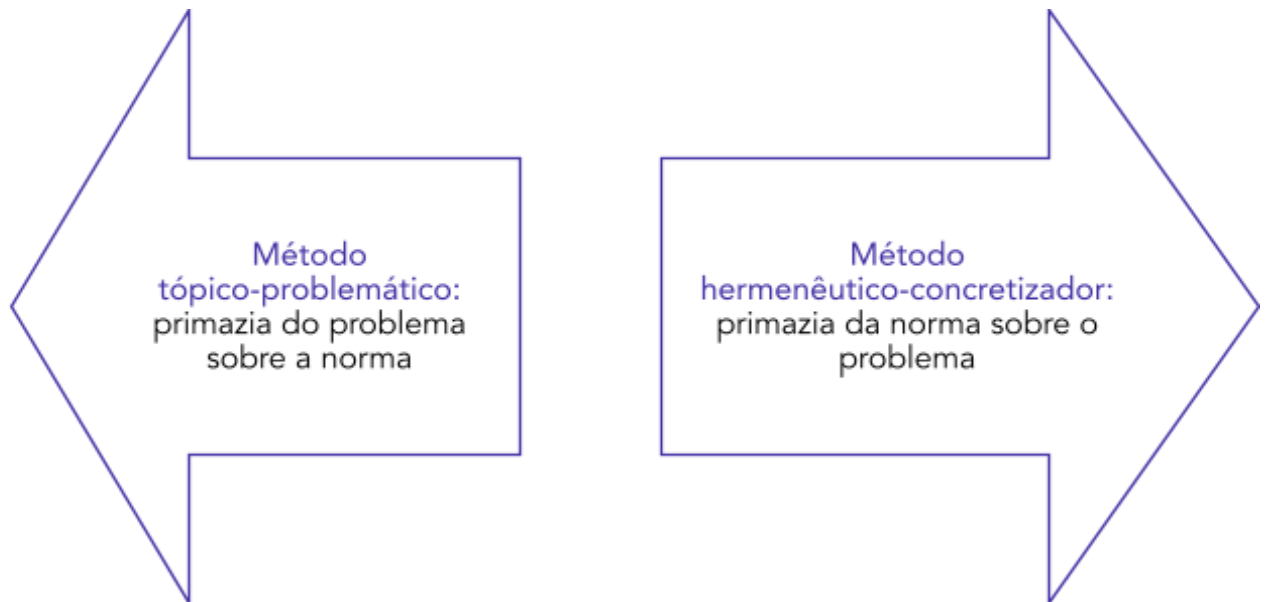 Método
tópico-problemático:
primazia do problema
sobre a norma
Método
hermenêutico-concretizador:
primazia da norma sobre o
problema